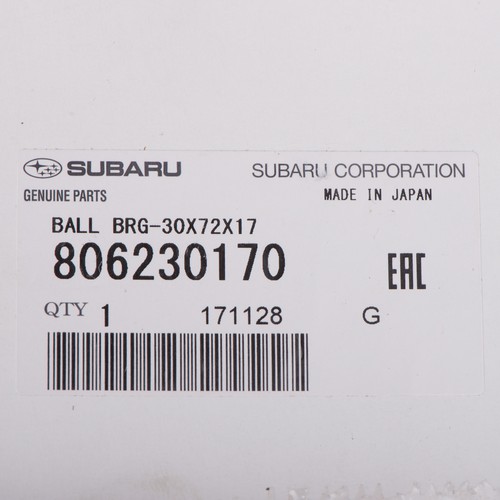 SUBARU SUBARU CORPORATION
GENUINE PARTS MADE IN JAPAN
BALL BRG-30X72X17
806230170 EAC
QTY 1 171128 G